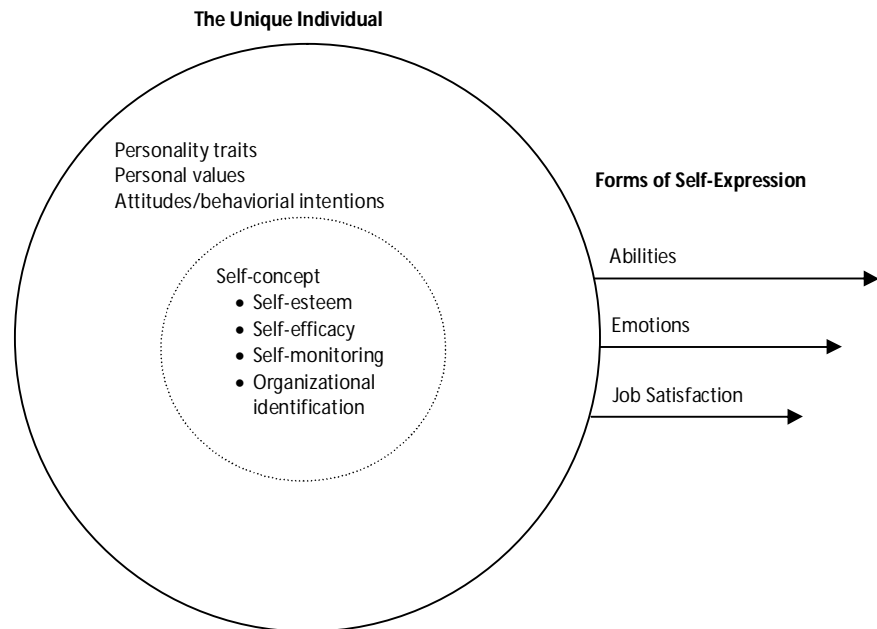 The Unique Individual
Personality traits
Personal values
Attitudes/behaviorial intentions
Self-concept
• Self-esteem
• Self-efficacy
• Self-monitoring
• Organizational
identification
Forms of Self-Expression
Abilities
Emotions
Job Satisfaction